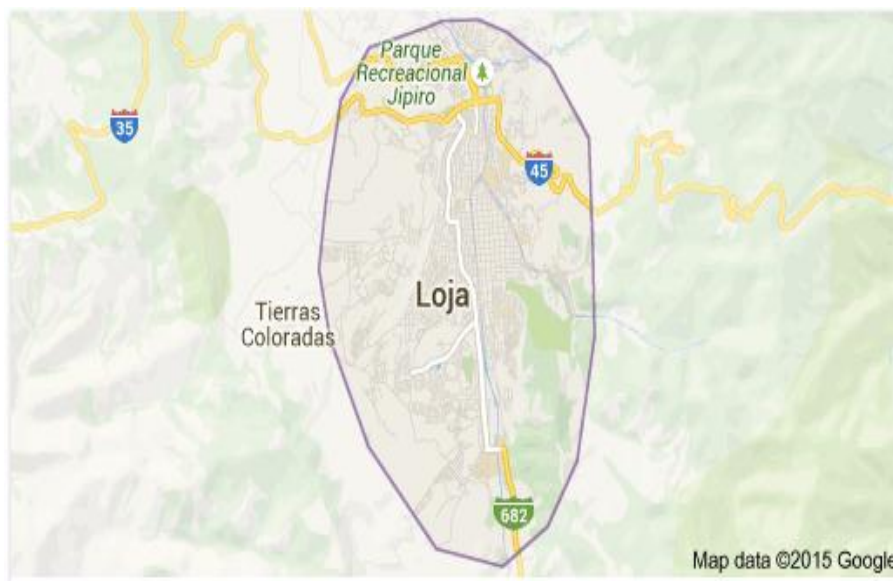 Parque
Recreacional
Jipiro
35
45
Loja
Tierras
Coloradas
682
Map data ©2015 Google